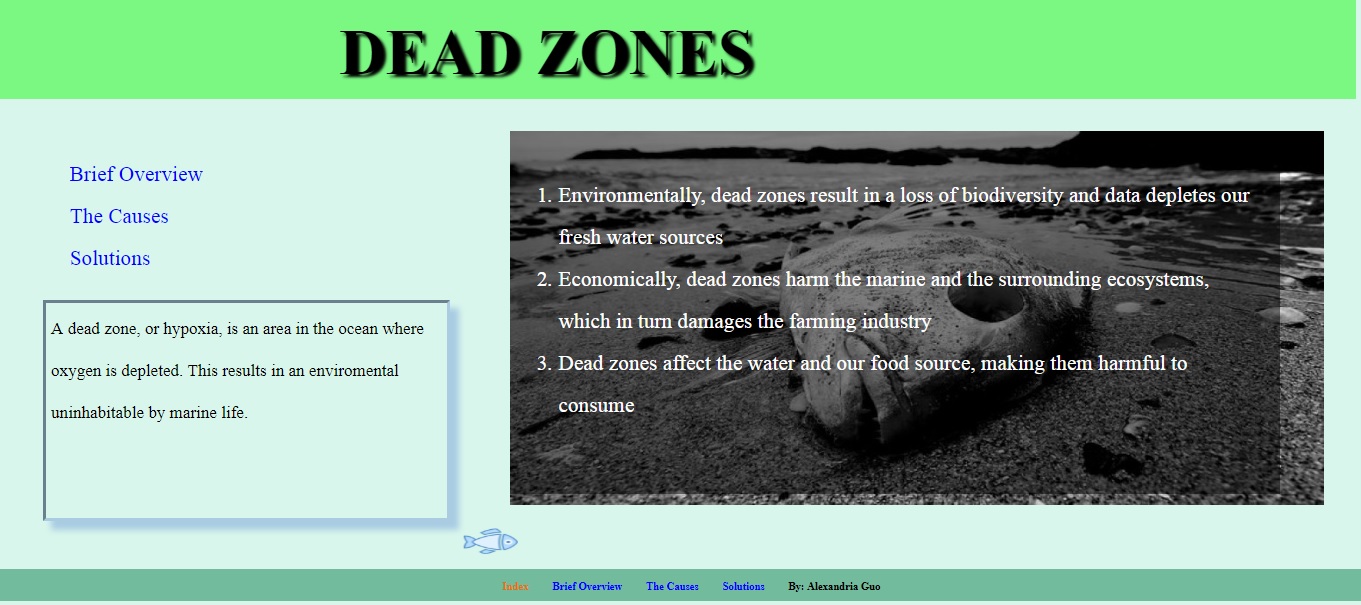 DEAD ZONES
Brief Overview
The Causes
Solutions
A dead zone, or hypoxia, is an area in the ocean where
oxygen is depleted. This results in an enviromental
uninhabitable by marine life.
1. Environmentally, dead zones result in a loss of biodiversity and data depletes our
fresh water sources
2. Economically, dead zones harm the marine and the surrounding ecosystems,
which in turn damages the farming industry
3. Dead zones affect the water and our food source, making them harmful to
consume
Index Brief Overview The Causes Solutions By: Alexandria Guo